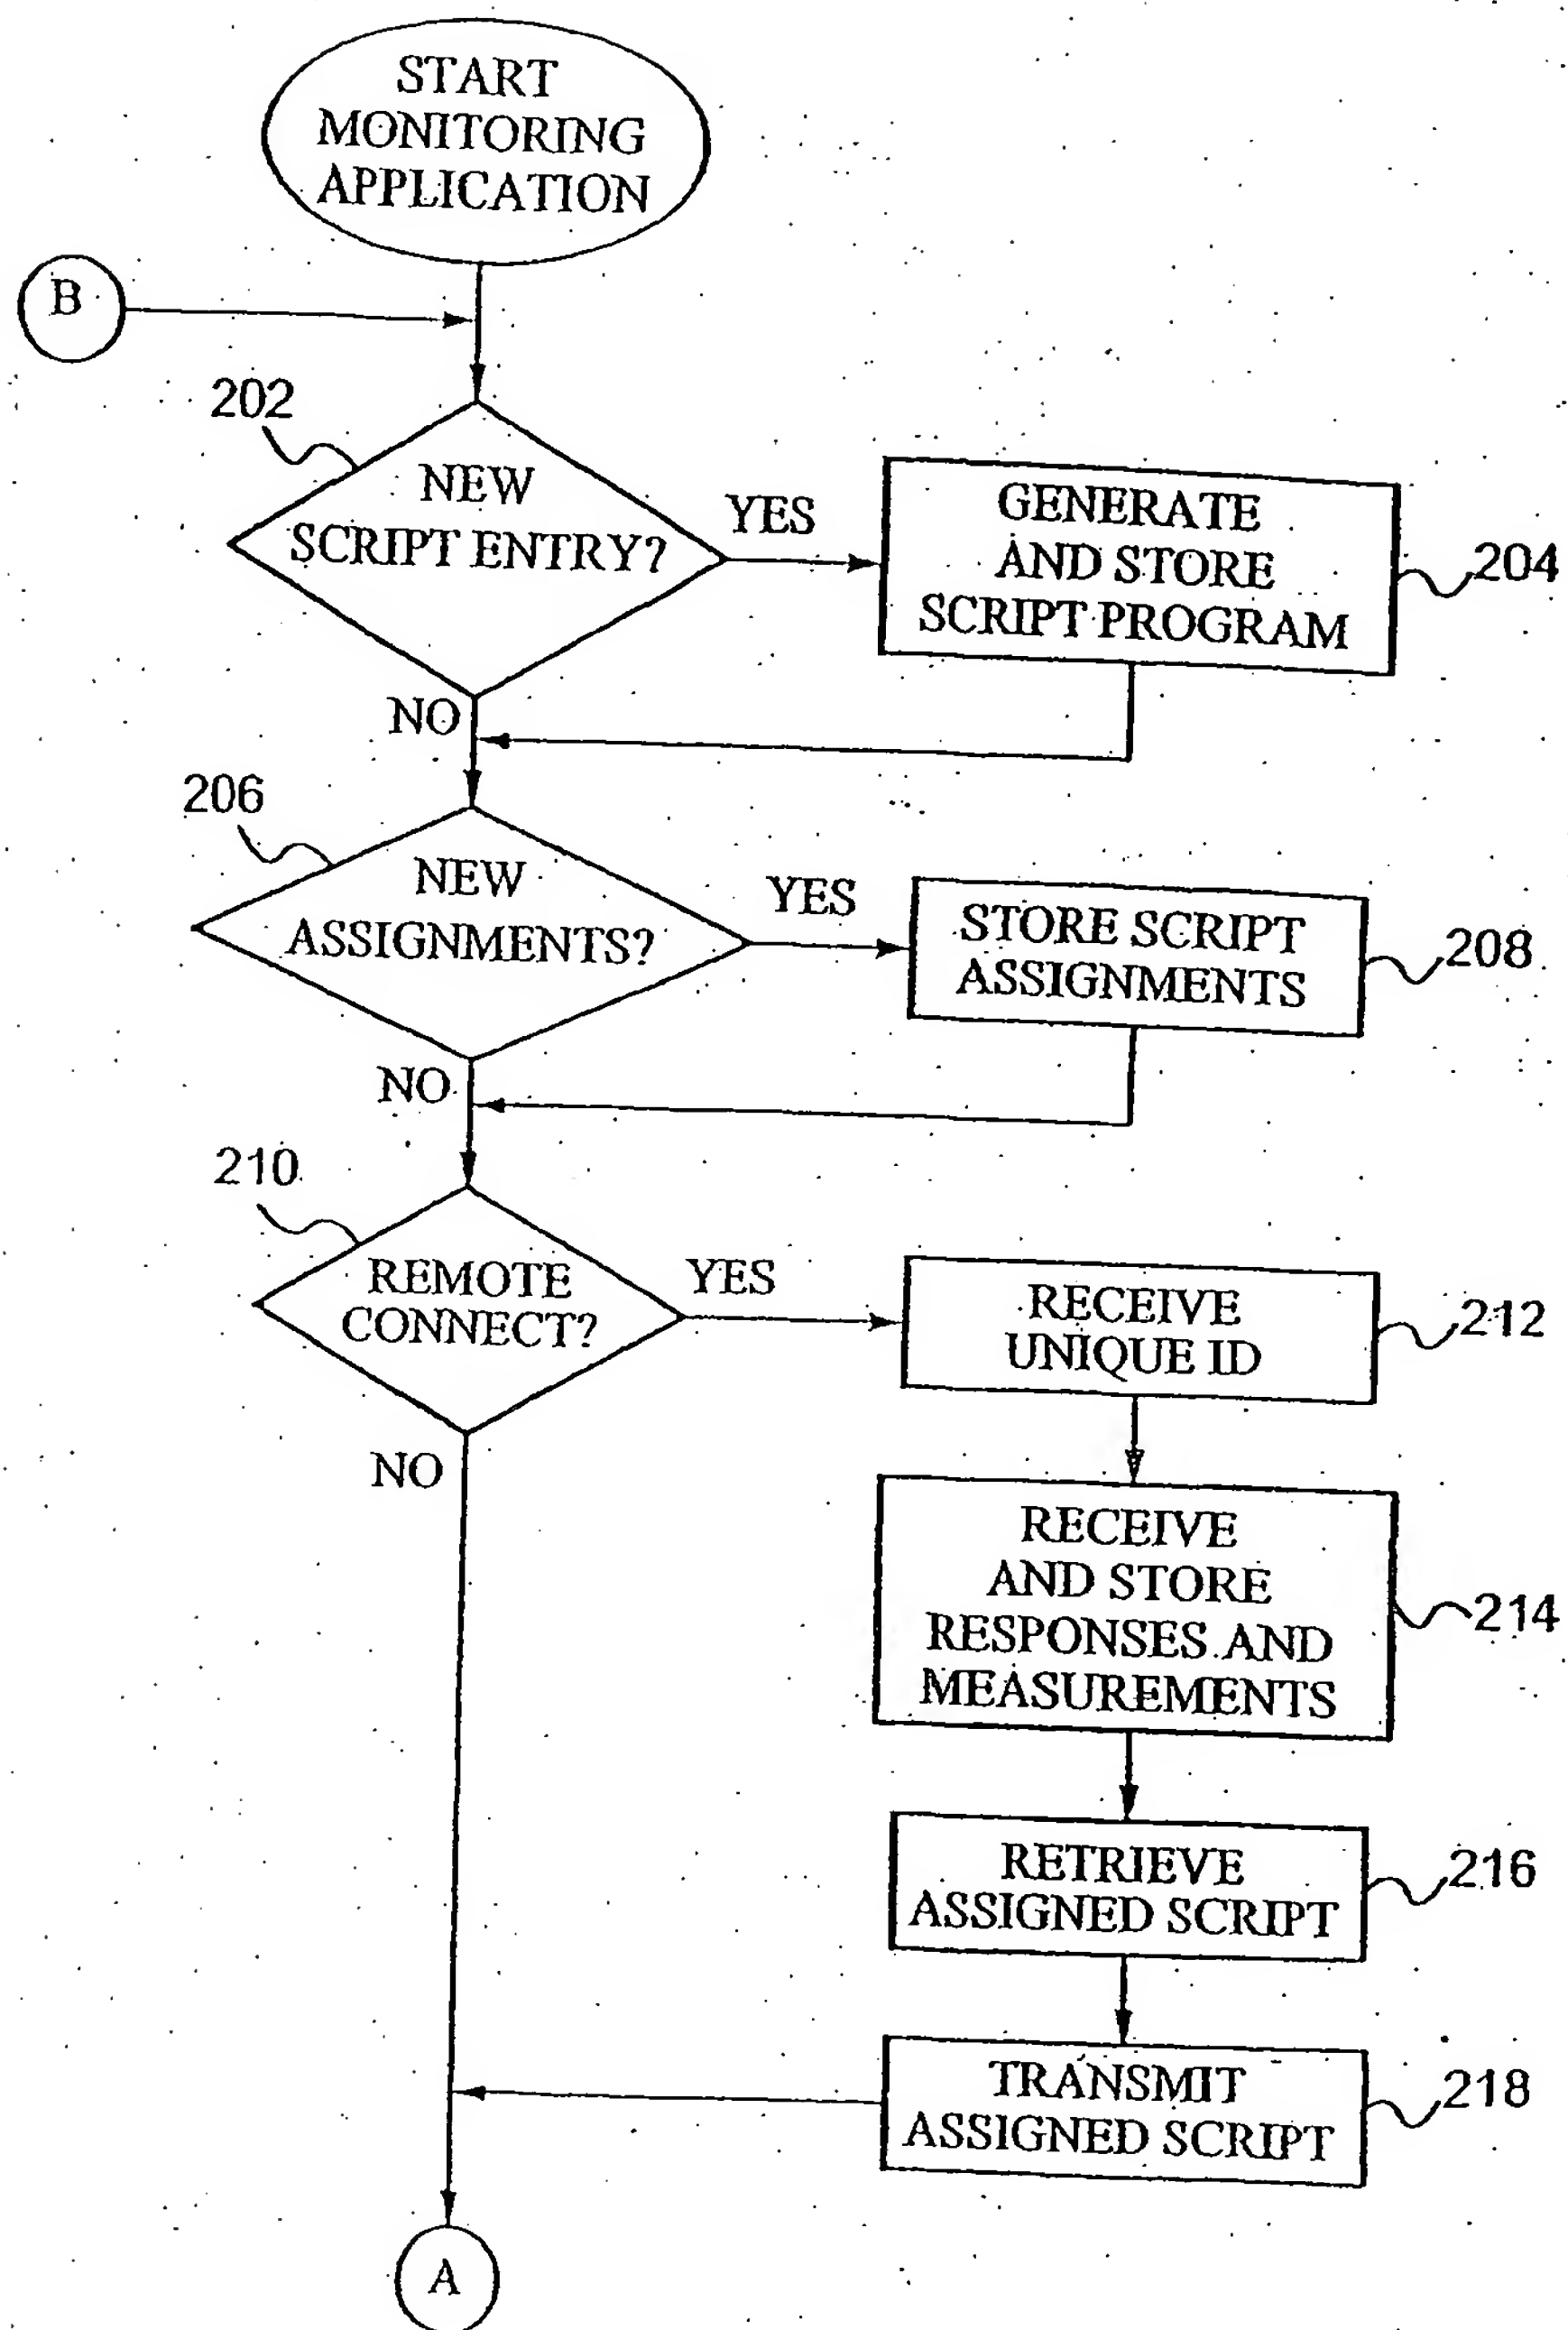 START
MONITORING
APPLICATION
B
202
NEW
SCRIPT ENTRY?
YES
GENERATE
AND STORE
SCRIPT PROGRAM
204
NO
206
NEW
ASSIGNMENTS?
YES
STORE SCRIPT
ASSIGNMENTS
208
NO
210
REMOTE
CONNECT?
YES
RECEIVE
UNIQUE ID
212
NO
RECEIVE
AND STORE
RESPONSES AND
MEASUREMENTS
214
RETRIEVE
ASSIGNED SCRIPT
216
TRANSMIT
ASSIGNED SCRIPT
218
A